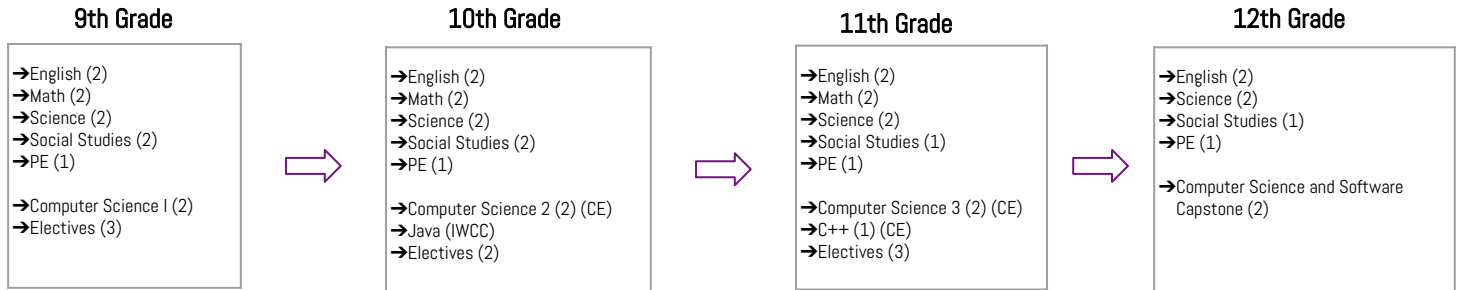 9th Grade
➔English (2)
➔Math (2)
➔Science (2)
➔Social Studies (2)
➔PE (1)
➔Computer Science I (2)
➔Electives (3)
10th Grade
➔English (2)
➔Math (2)
➔Science (2)
➔Social Studies (2)
➔PE (1)
➔Computer Science 2 (2) (CE)
➔Java (IWCC)
➔Electives (2)
11th Grade
➔English (2)
➔Math (2)
➔Science (2)
➔Social Studies (1)
➔PE (1)
➔Computer Science 3 (2) (CE)
➔C++ (1) (CE)
➔Electives (3)
12th Grade
➔English (2)
➔Science (2)
➔Social Studies (1)
➔PE (1)
➔Computer Science and Software
Capstone (2)